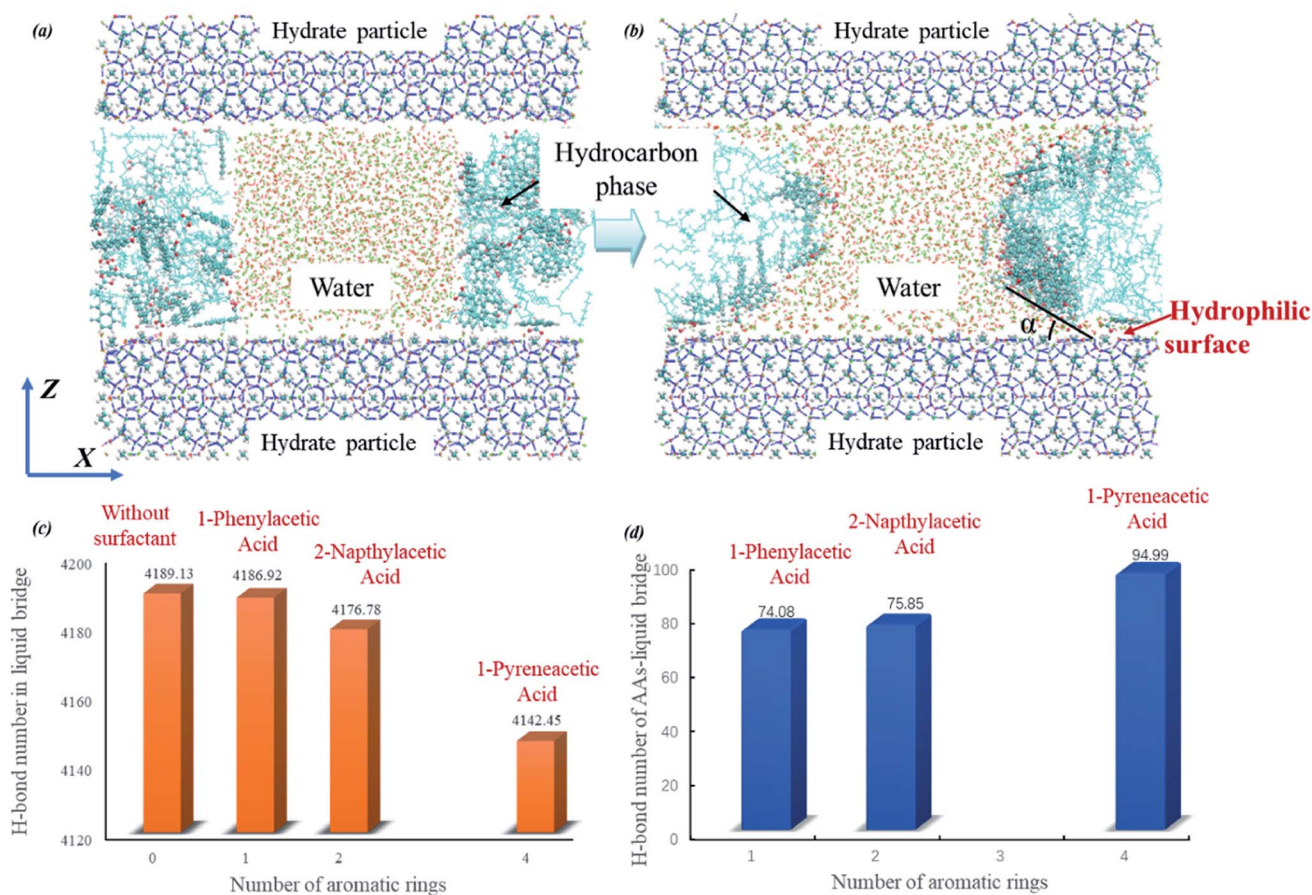 (a)
Hydrate particle
(b)
Hydrate particle
Hydrocarbon
phase
Water
Water
α
Hydrophilic
surface
Z
X
Hydrate particle
Hydrate particle
(c)
Without
surfactant
1-Phenylacetic
Acid
2-Napthylacetic
Acid
1-Pyreneacetic
Acid
4200
4180
4160
4140
4120
4189.13
4186.92
4176.78
4142.45
H-bond number in liquid bridge
0
1
2
4
Number of aromatic rings
(d)
1-Phenylacetic
Acid
2-Napthylacetic
Acid
1-Pyreneacetic
Acid
100
80
60
40
20
0
74.08
75.85
94.99
H-bond number of AAs-liquid bridge
1
2
3
4
Number of aromatic rings